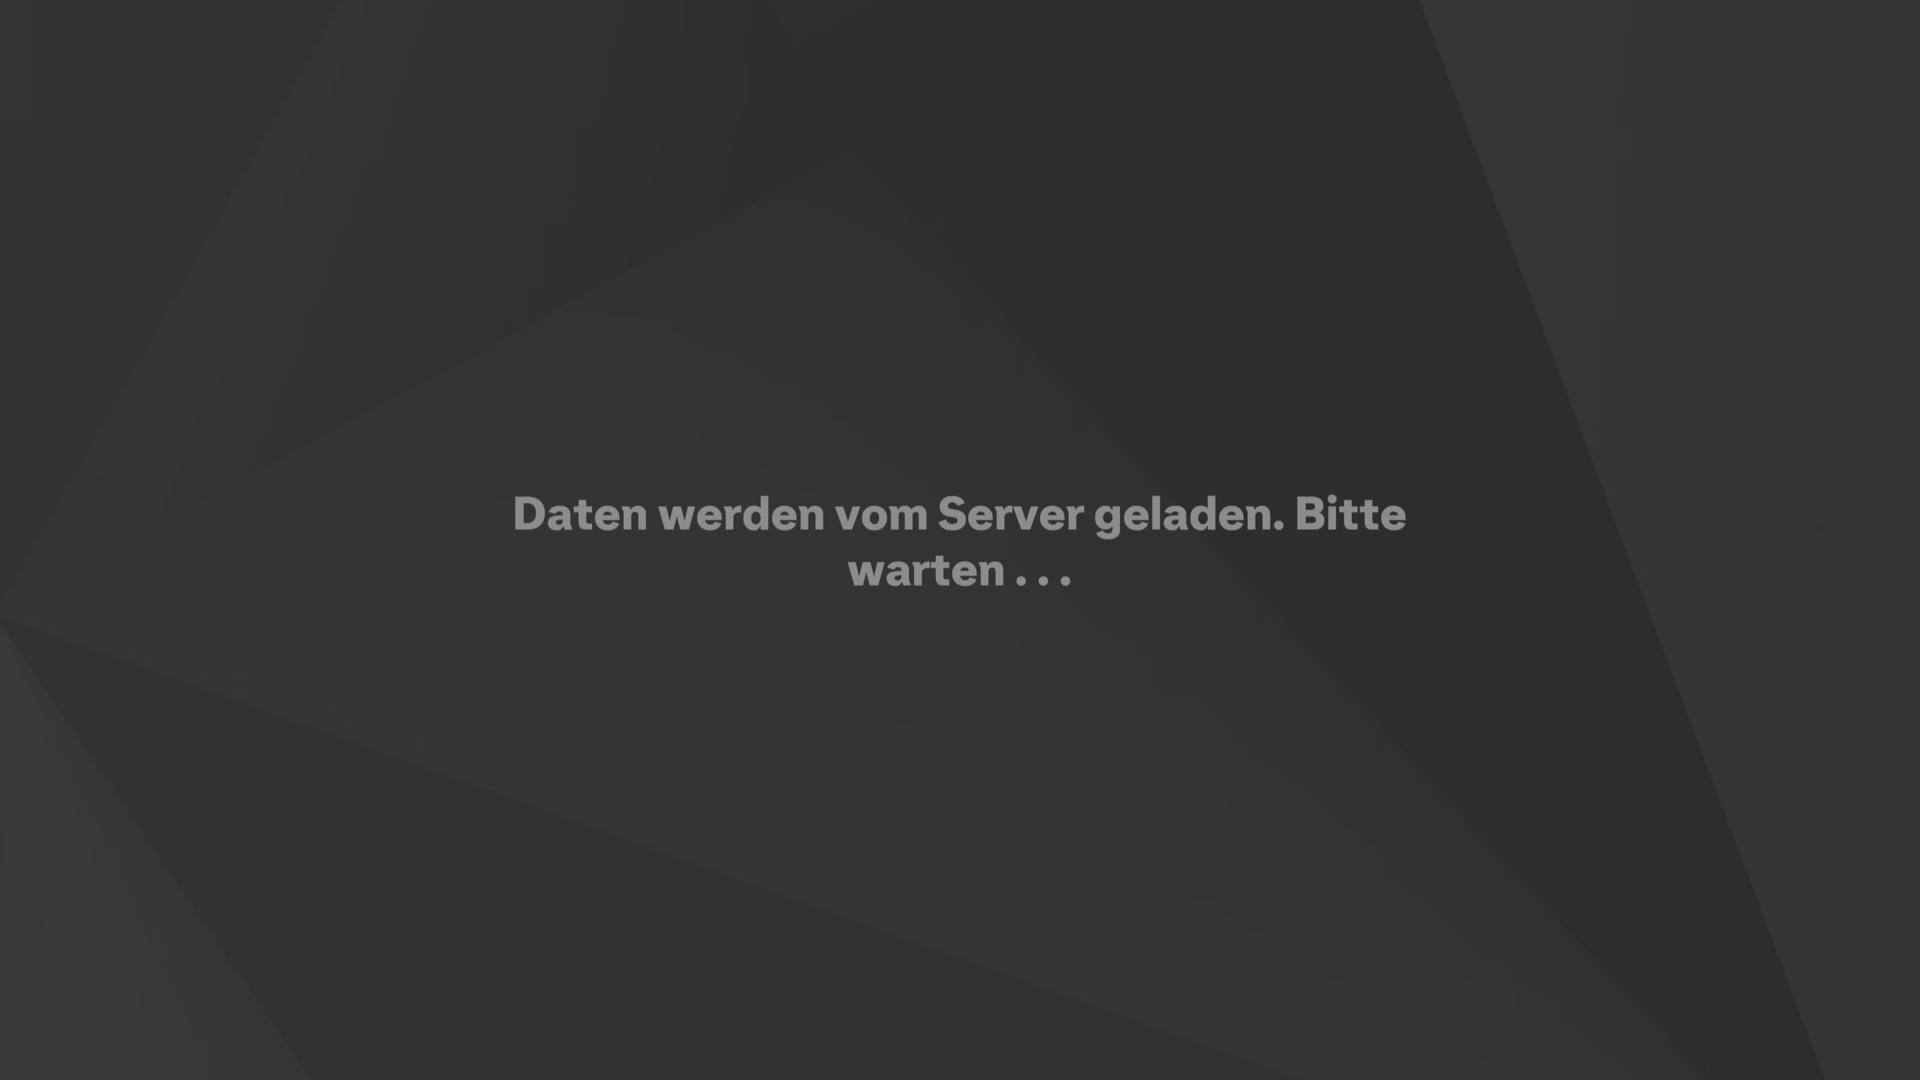 Daten werden vom Server geladen. Bitte
warten . . .